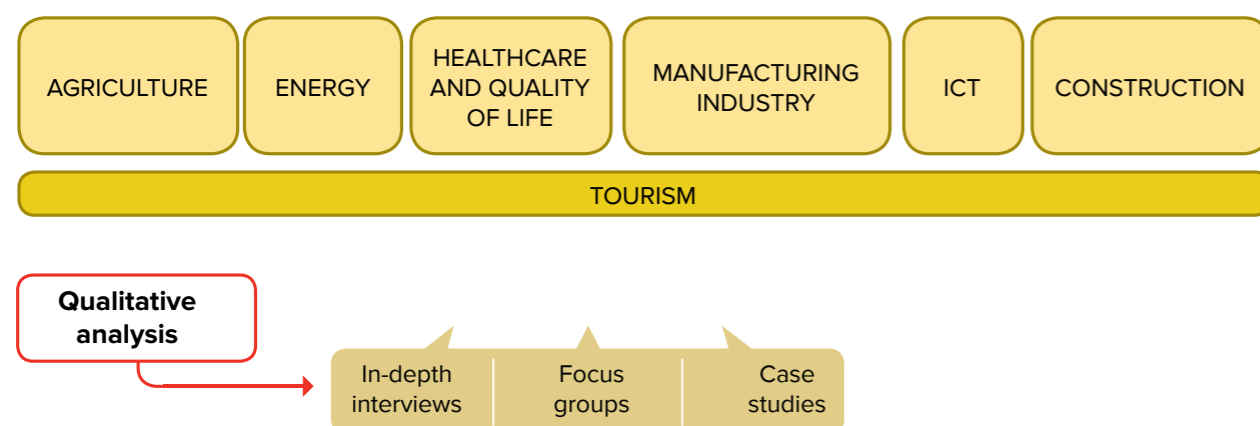 AGRICULTURE
ENERGY
HEALTHCARE
AND QUALITY
OF LIFE
MANUFACTURING
INDUSTRY
ICT
CONSTRUCTION
TOURISM
Qualitative
analysis
In-depth
interviews
Focus
groups
Case
studies